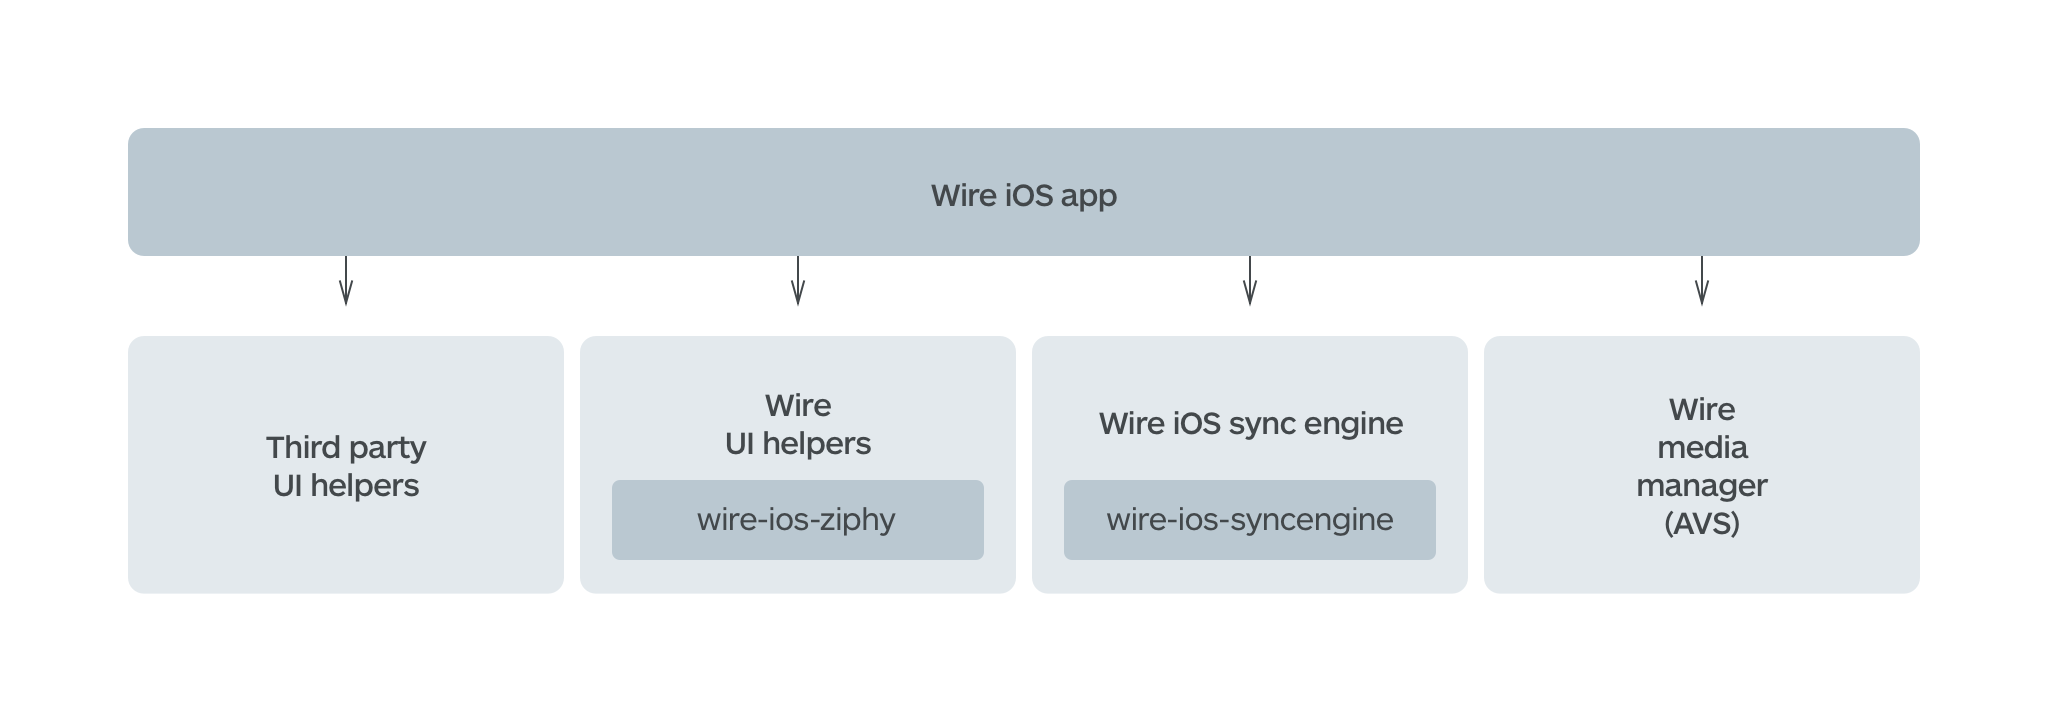 Wire iOS app
Third party
UI helpers
Wire
UI helpers
wire-ios-ziphy
Wire iOS sync engine
wire-ios-syncengine
Wire
media
manager
(AVS)